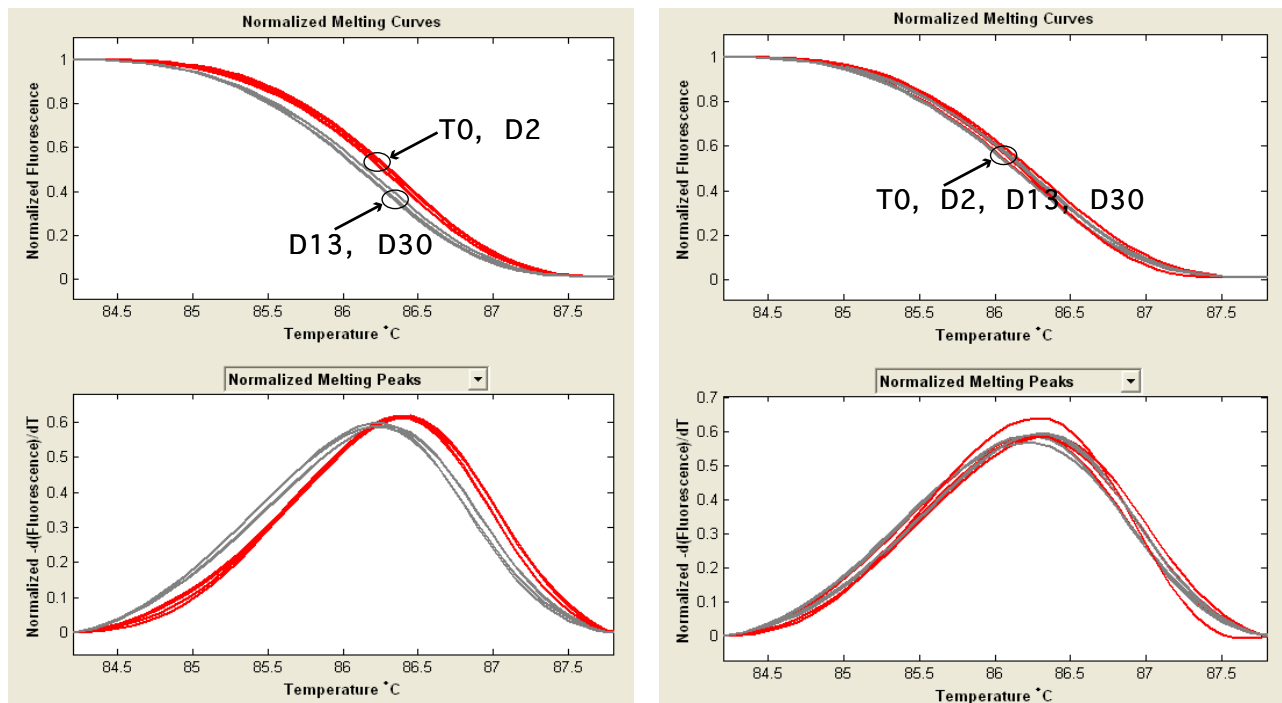 Normalized Melting Curves
Normalized Fluorescence
1
0.8
0.6
0.4
0.2
0
T0, D2
D13, D30
84.5 85 85.5 86 86.5 87 87.5
Temperature °C
Normalized Melting Peaks
Normalized -d(Fluorescence)/dT
0.6
0.5
0.4
0.3
0.2
0.1
0
84.5 85 85.5 86 86.5 87 87.5
Temperature °C
Normalized Melting Curves
Normalized Fluorescence
1
0.8
0.6
0.4
0.2
0
T0, D2, D13, D30
84.5 85 85.5 86 86.5 87 87.5
Temperature °C
Normalized Melting Peaks
Normalized -d(Fluorescence)/dT
0.7
0.6
0.5
0.4
0.3
0.2
0.1
0
84.5 85 85.5 86 86.5 87 87.5
Temperature °C